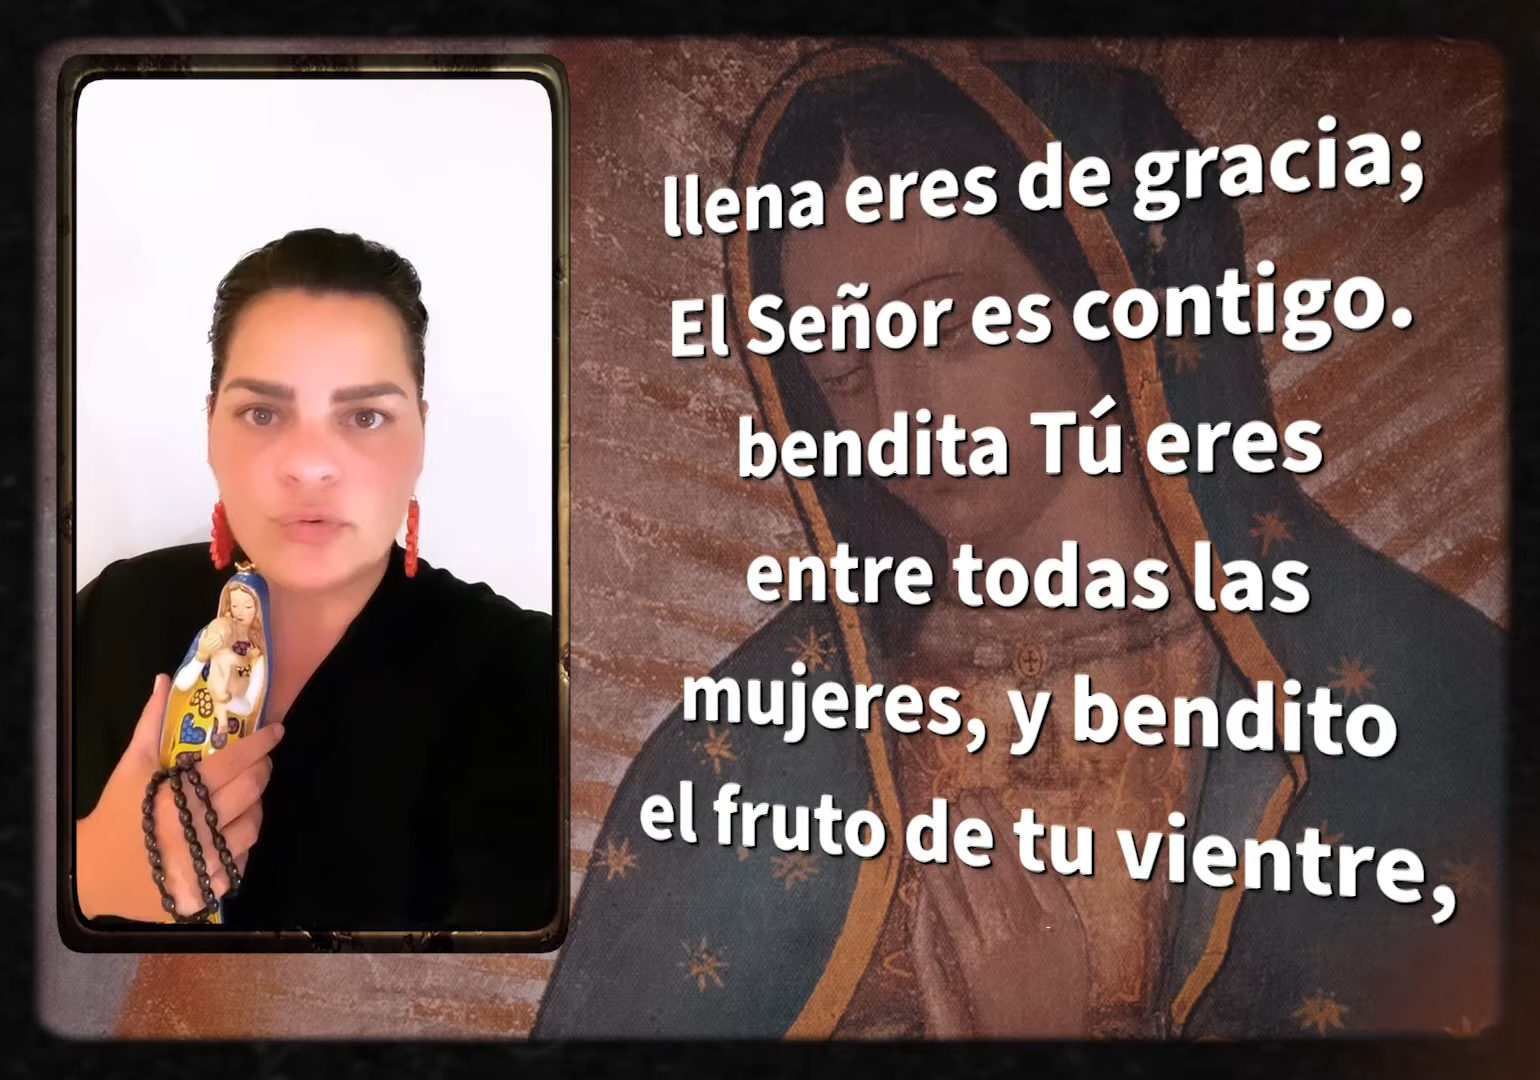 llena eres de gracia;
El Señor es contigo.
bendita Tú eres
entre todas las
mujeres, y bendito
el fruto de tu vientre,